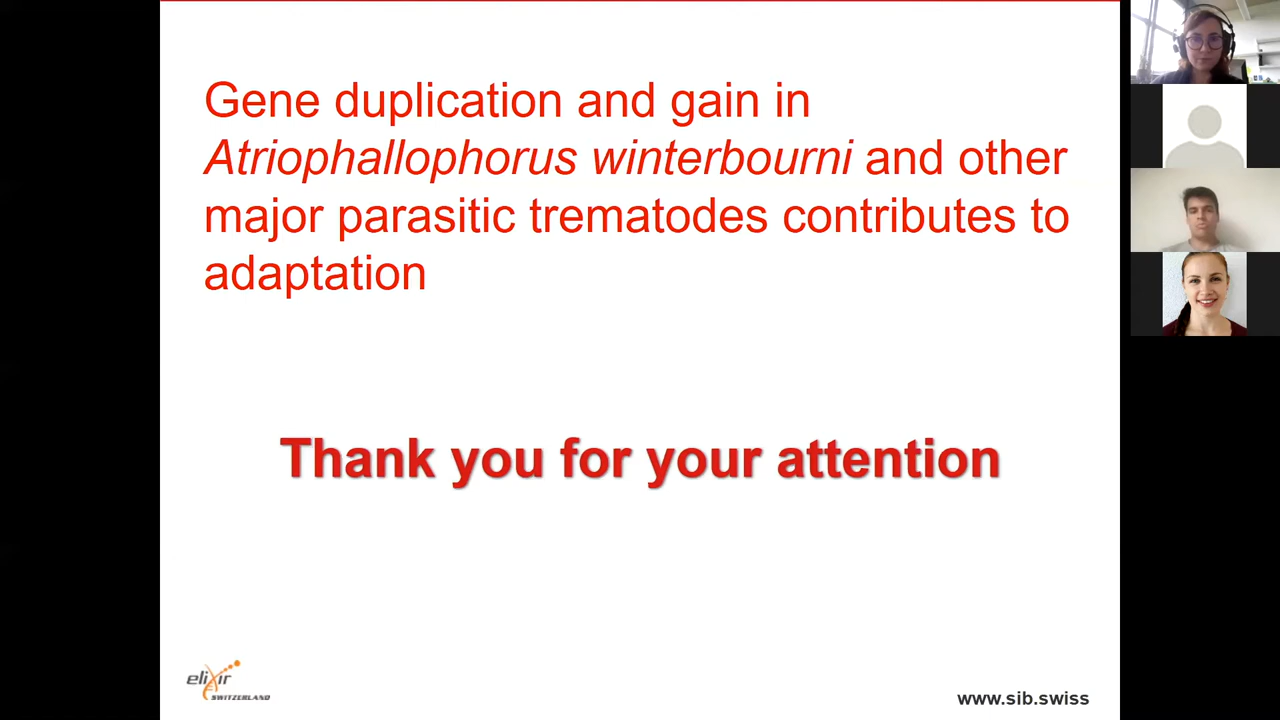 Gene duplication and gain in
Atriophallophorus winterbourni and other
major parasitic trematodes contributes to
adaptation
Thank you for your attention
elixir
SWITZERLAND
www.sib.swiss